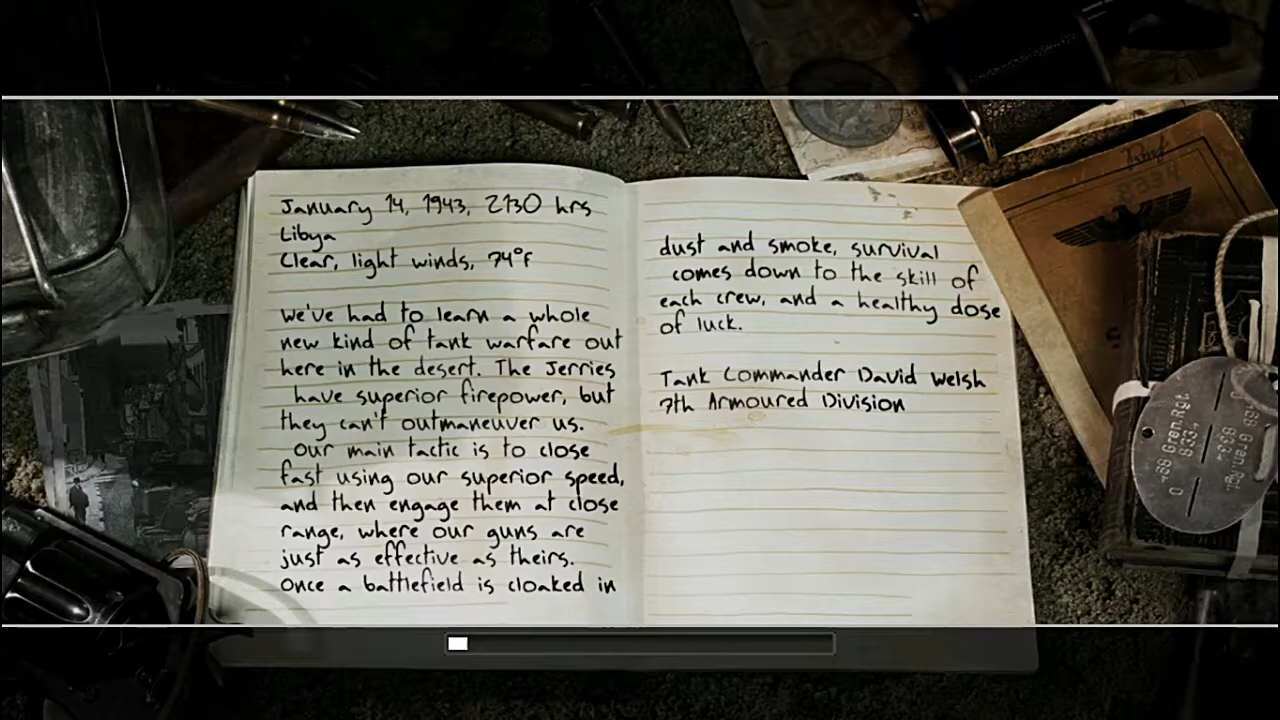 January 14, 1943, 2130 hrs
Libya
Clear, light winds, 74°F
We've had to learn a whole
new kind of tank warfare out
here in the desert. The Jerries
have superior firepower, but
they can't outmaneuver us.
Our main tactic is to close
fast using our superior speed,
and then engage them at close
range, where our guns are
just as effective as theirs.
Once a battlefield is cloaked in
dust and smoke, survival
comes down to the skill of
each crew, and a healthy dose
of luck.
Tank Commander David Welsh
7th Armoured Division
8334